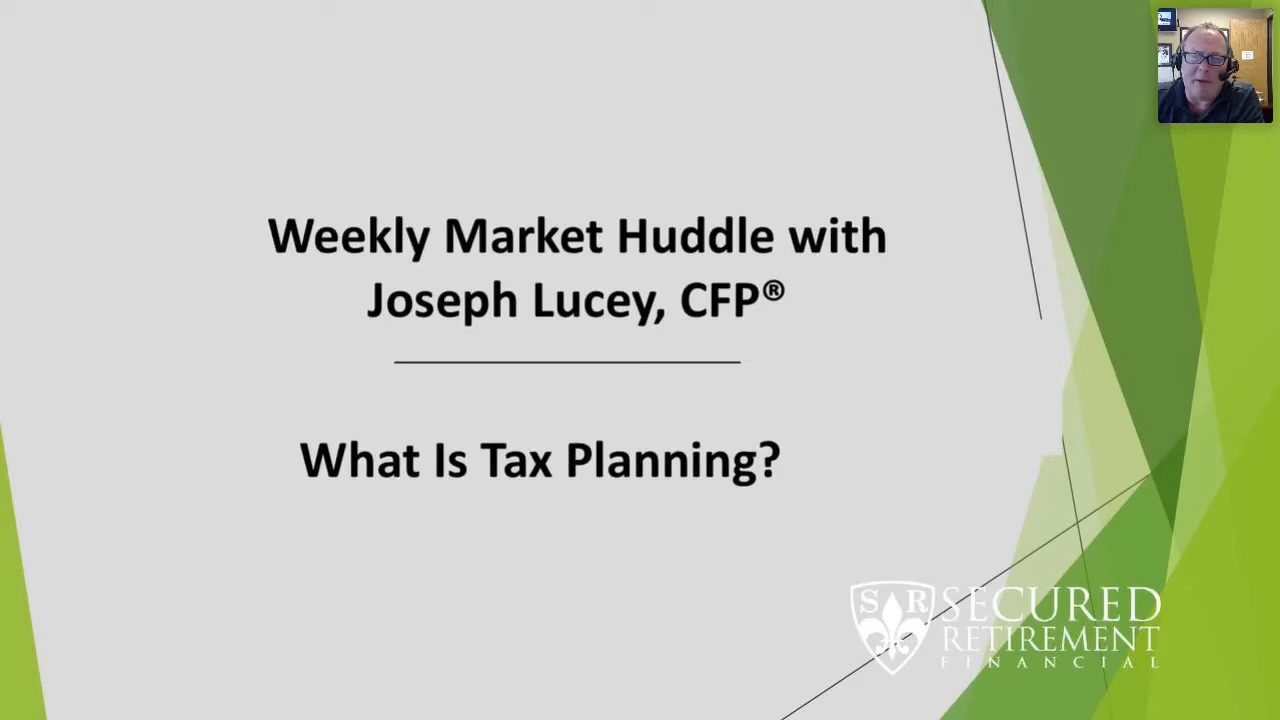 Weekly Market Huddle with
Joseph Lucey, CFP®
What Is Tax Planning?
S R
SECURED
RETIREMENT
FINANCIAL